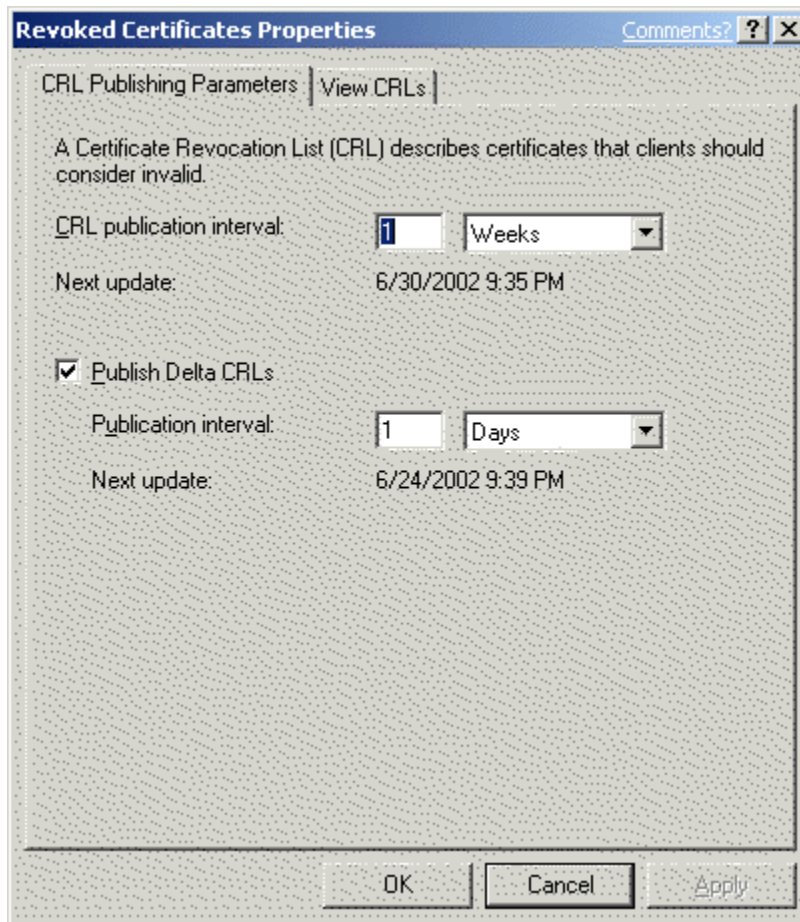 Revoked Certificates Properties Comments? ?
CRL Publishing Parameters View CRLs
A Certificate Revocation List (CRL) describes certificates that clients should
consider invalid.
CRL publication interval: 1 Weeks
Next update: 6/30/2002 9:35 PM
Publish Delta CRLs
Publication interval: 1 Days
Next update: 6/24/2002 9:39 PM
OK Cancel Apply